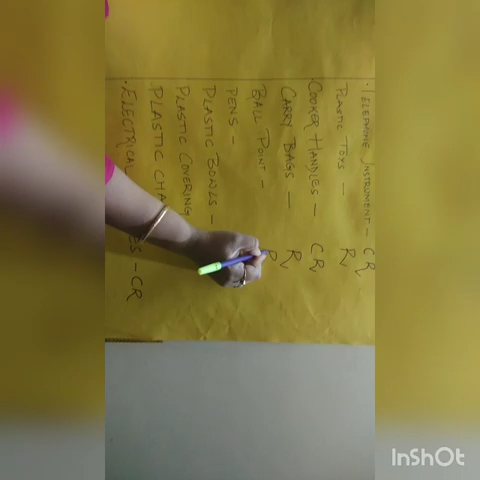 · TELEPHONE INSTRUMENT - CR
PLASTIC TOYS - R
· COOKER HANDLES - CR
CARRY BAGS - R
BALL POINT - R
PENS -
PLASTIC BOWLS -
PLASTIC COVERING
PLASTIC CHA
· ELECTRICAL ES - CR
InShOt